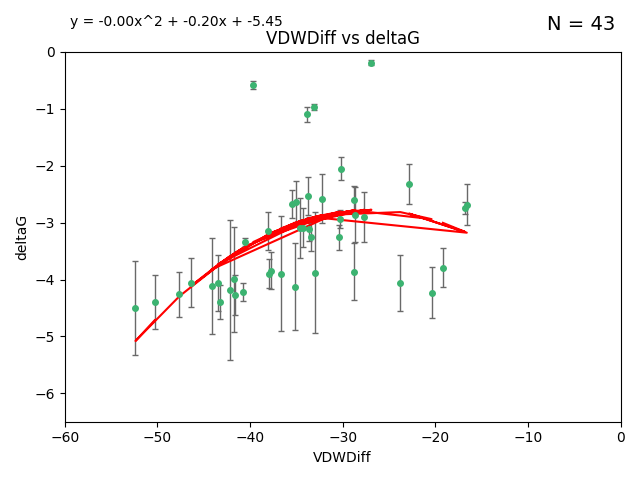 y = -0.00x^2 + -0.20x + -5.45
N = 43
VDWDiff vs deltaG
0
−1
−2
−3
−4
−5
−6
deltaG
−60 −50 −40 −30 −20 −10 0
VDWDiff